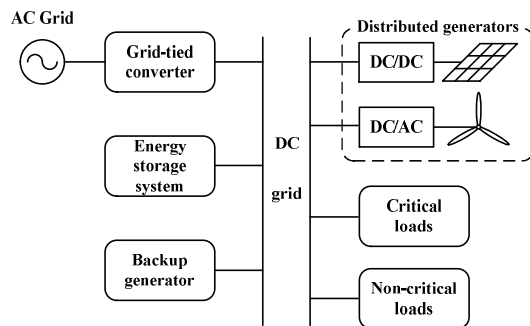 AC Grid
Distributed generators
Grid-tied
converter
DC/DC
DC/AC
Energy
storage
system
DC
grid
Critical
loads
Backup
generator
Non-critical
loads